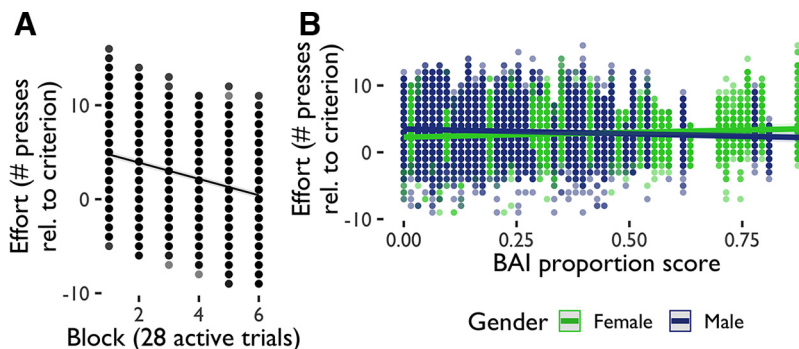 A
Effort (# presses
rel. to criterion)
10
0
-10
2
4
6
Block (28 active trials)
B
Effort (# presses
rel. to criterion)
10
0
-10
0.00
0.25
0.50
0.75
BAI proportion score
Gender
Female
Male